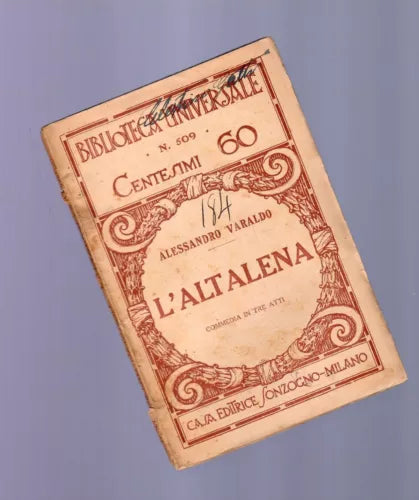 BIBLIOTECA UNIVERSALE
N. 509
CENTESIMI 60
184
ALESSANDRO VARALDO
L'ALTALENA
COMMEDIA IN TRE ATTI
CASA EDITRICE SONZOGNO-MILANO